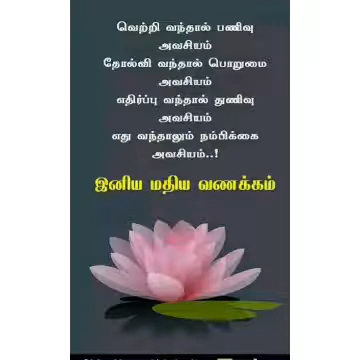 வெற்றி வந்தால் பணிவு
அவசியம்
தோல்வி வந்தால் பொறுமை
அவசியம்
எதிர்ப்பு வந்தால் துணிவு
அவசியம்
எது வந்தாலும் நம்பிக்கை
அவசியம்..!
இனிய மதிய வணக்கம்